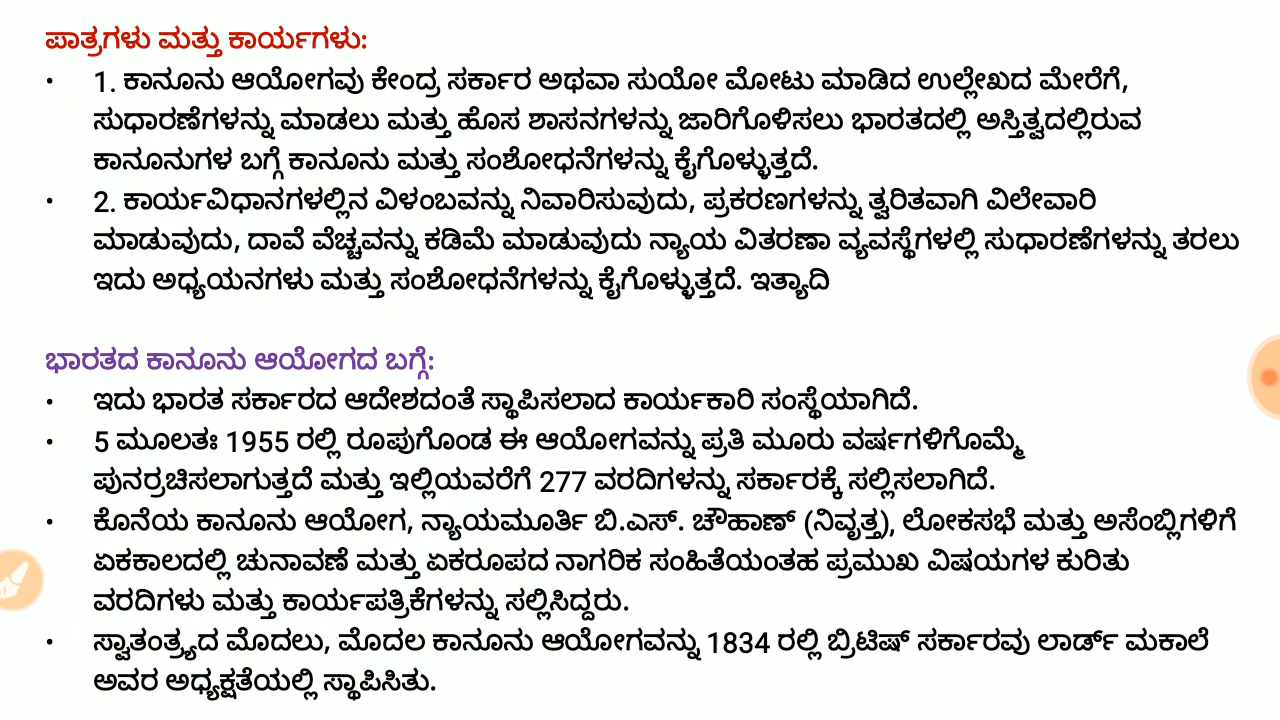 ಪಾತ್ರಗಳು ಮತ್ತು ಕಾರ್ಯಗಳು:
• 1. ಕಾನೂನು ಆಯೋಗವು ಕೇಂದ್ರ ಸರ್ಕಾರ ಅಥವಾ ಸುಯೋ ಮೋಟು ಮಾಡಿದ ಉಲ್ಲೇಖದ ಮೇರೆಗೆ,
ಸುಧಾರಣೆಗಳನ್ನು ಮಾಡಲು ಮತ್ತು ಹೊಸ ಶಾಸನಗಳನ್ನು ಜಾರಿಗೊಳಿಸಲು ಭಾರತದಲ್ಲಿ ಅಸ್ತಿತ್ವದಲ್ಲಿರುವ
ಕಾನೂನುಗಳ ಬಗ್ಗೆ ಕಾನೂನು ಮತ್ತು ಸಂಶೋಧನೆಗಳನ್ನು ಕೈಗೊಳ್ಳುತ್ತದೆ.
• 2. ಕಾರ್ಯವಿಧಾನಗಳಲ್ಲಿನ ವಿಳಂಬವನ್ನು ನಿವಾರಿಸುವುದು, ಪ್ರಕರಣಗಳನ್ನು ತ್ವರಿತವಾಗಿ ವಿಲೇವಾರಿ
ಮಾಡುವುದು, ದಾವೆ ವೆಚ್ಚವನ್ನು ಕಡಿಮೆ ಮಾಡುವುದು ನ್ಯಾಯ ವಿತರಣಾ ವ್ಯವಸ್ಥೆಗಳಲ್ಲಿ ಸುಧಾರಣೆಗಳನ್ನು ತರಲು
ಇದು ಅಧ್ಯಯನಗಳು ಮತ್ತು ಸಂಶೋಧನೆಗಳನ್ನು ಕೈಗೊಳ್ಳುತ್ತದೆ. ಇತ್ಯಾದಿ
ಭಾರತದ ಕಾನೂನು ಆಯೋಗದ ಬಗ್ಗೆ:
• ಇದು ಭಾರತ ಸರ್ಕಾರದ ಆದೇಶದಂತೆ ಸ್ಥಾಪಿಸಲಾದ ಕಾರ್ಯಕಾರಿ ಸಂಸ್ಥೆಯಾಗಿದೆ.
• 5 ಮೂಲತಃ 1955 ರಲ್ಲಿ ರೂಪುಗೊಂಡ ಈ ಆಯೋಗವನ್ನು ಪ್ರತಿ ಮೂರು ವರ್ಷಗಳಿಗೊಮ್ಮೆ
ಪುನರ್ರಚಿಸಲಾಗುತ್ತದೆ ಮತ್ತು ಇಲ್ಲಿಯವರೆಗೆ 277 ವರದಿಗಳನ್ನು ಸರ್ಕಾರಕ್ಕೆ ಸಲ್ಲಿಸಲಾಗಿದೆ.
• ಕೊನೆಯ ಕಾನೂನು ಆಯೋಗ, ನ್ಯಾಯಮೂರ್ತಿ ಬಿ.ಎಸ್. ಚೌಹಾಣ್ (ನಿವೃತ್ತ), ಲೋಕಸಭೆ ಮತ್ತು ಅಸೆಂಬ್ಲಿಗಳಿಗೆ
ಏಕಕಾಲದಲ್ಲಿ ಚುನಾವಣೆ ಮತ್ತು ಏಕರೂಪದ ನಾಗರಿಕ ಸಂಹಿತೆಯಂತಹ ಪ್ರಮುಖ ವಿಷಯಗಳ ಕುರಿತು
ವರದಿಗಳು ಮತ್ತು ಕಾರ್ಯಪತ್ರಿಕೆಗಳನ್ನು ಸಲ್ಲಿಸಿದ್ದರು.
• ಸ್ವಾತಂತ್ರ್ಯದ ಮೊದಲು, ಮೊದಲ ಕಾನೂನು ಆಯೋಗವನ್ನು 1834 ರಲ್ಲಿ ಬ್ರಿಟಿಷ್ ಸರ್ಕಾರವು ಲಾರ್ಡ್ ಮಕಾಲೆ
ಅವರ ಅಧ್ಯಕ್ಷತೆಯಲ್ಲಿ ಸ್ಥಾಪಿಸಿತು.